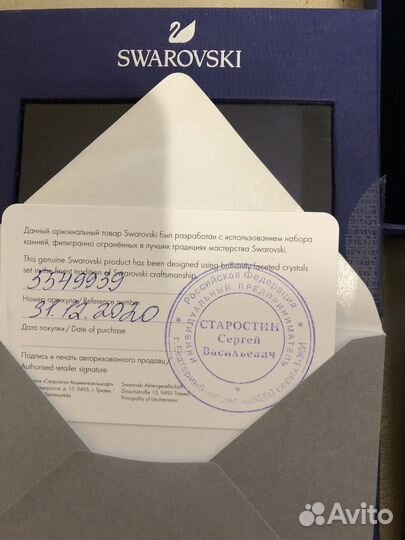 SWAROVSKI
Данный оригинальный товар Swarovski был разработан с использованием набора
камней, филигранно огранённых в лучших традициях мастерства Swarovski.
This genuine Swarovski product has been designed using brilliantly faceted crystals
set in the finest tradition of Swarovski craftsmanship.
5549939
Номер артикула / Reference number
31.12.2020
Дата покупки / Date of purchase
Подпись и печать авторизованного продавца /
Authorised retailer signature
Swarovski Aktiengesellschaft
Dröschistrasse 15, 9495 Triesen
Principality of Liechtenstein
* Российская Федерация *
ИНДИВИДУАЛЬНЫЙ ПРЕДПРИНИМАТЕЛЬ
СТАРОСТИН
Сергей
Васильевич
г. Екатеринбург
Avito